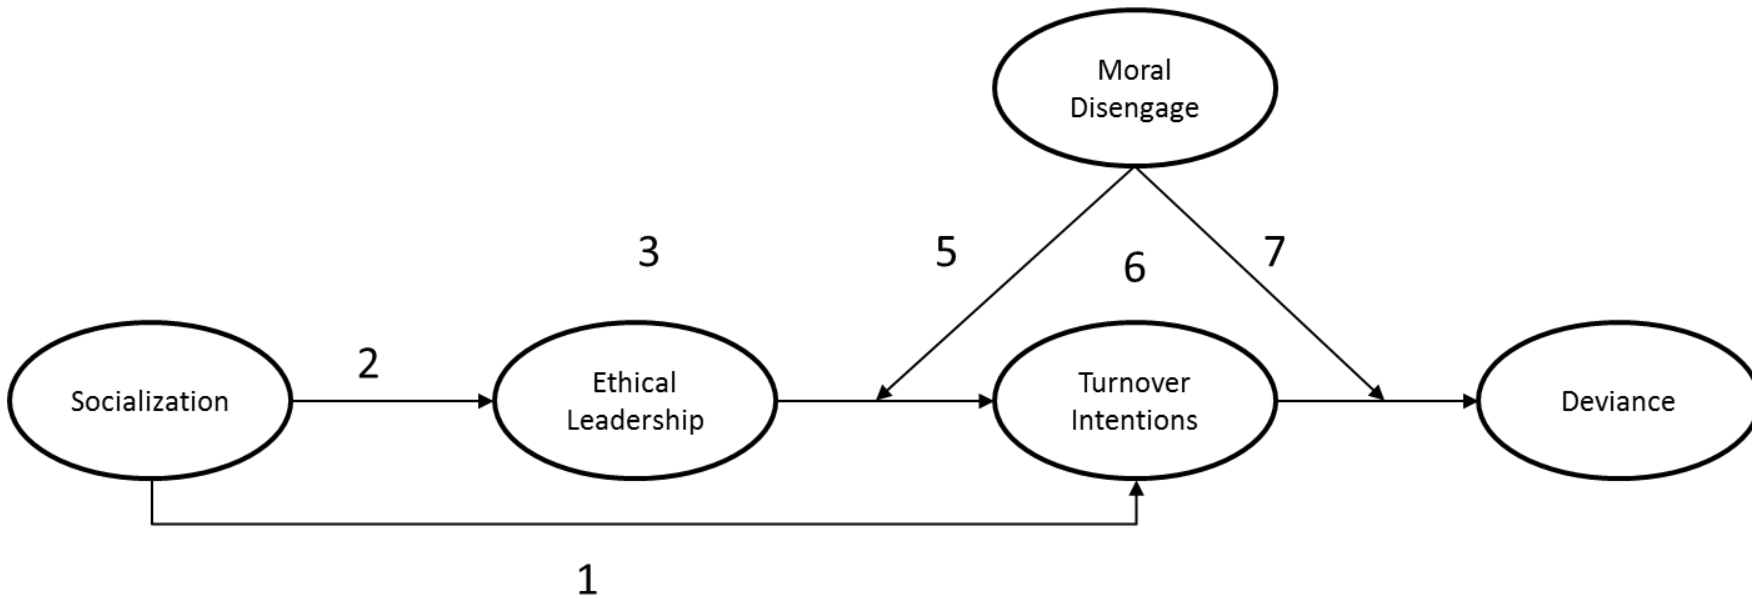 Moral
Disengage
3
5
6
7
2
Socialization
Ethical
Leadership
Turnover
Intentions
Deviance
1